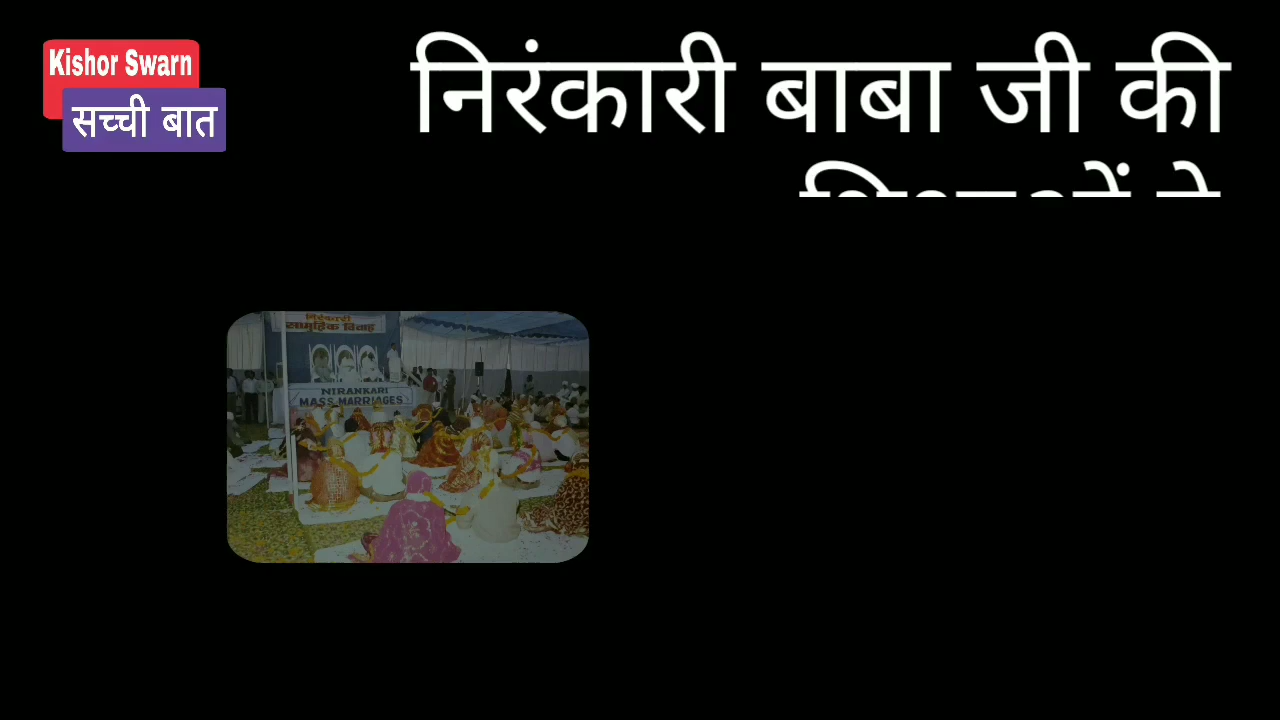 Kishor Swarn
सच्ची बात
निरंकारी बाबा जी की
निरंकारी
सामूहिक विवाह
NIRANKARI
MASS MARRIAGES